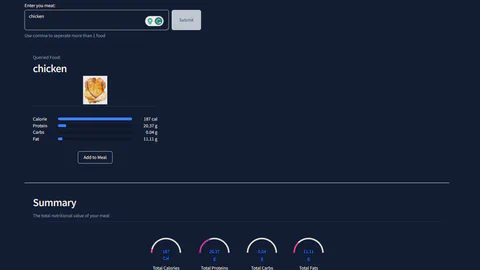 Enter you meat:
chicken
Submit
Use comma to seperate more than 1 food
Queried Food:
chicken
Calorie 187 cal
Protein 20.37 g
Carbs 0.04 g
Fat 11.11 g
Add to Meal
Summary
The total nutritional value of your meal
187 20.37 0.04 11.11
Cal g g g
Total Calories Total Proteins Total Carbs Total Fats